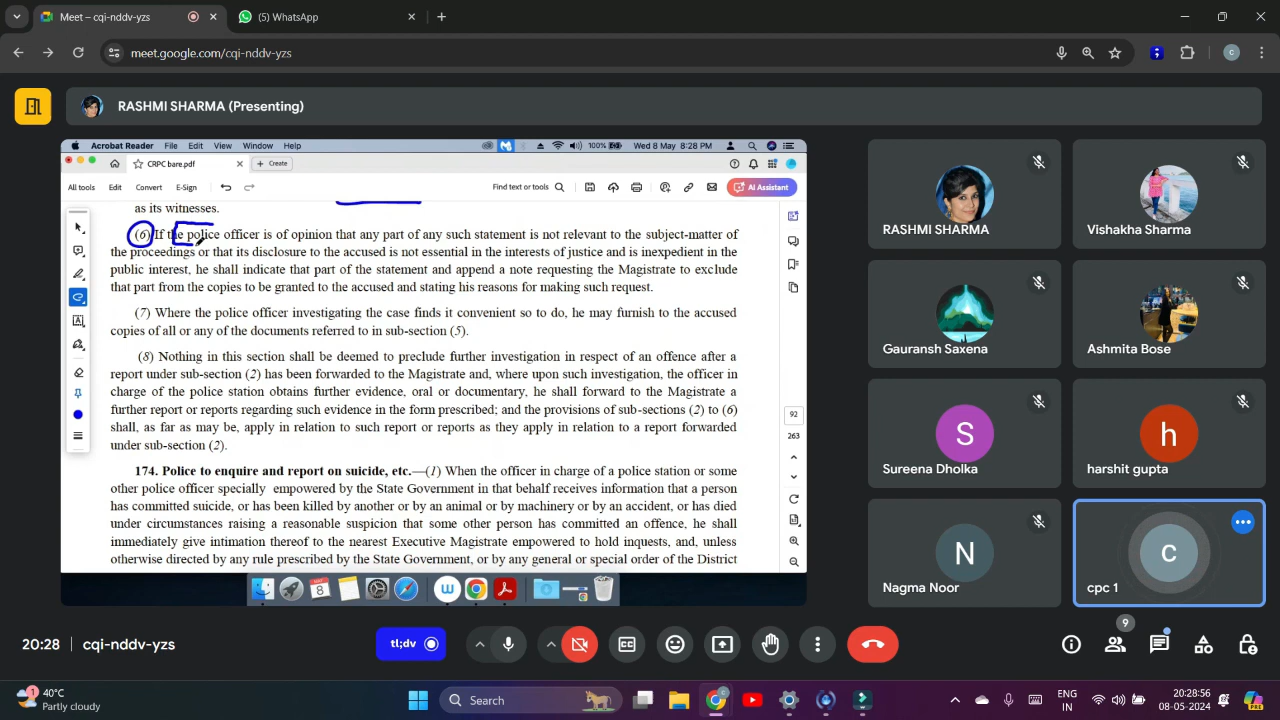 Meet – cqi-nddv-yzs
(5) WhatsApp
meet.google.com/cqi-nddv-yzs
c
RASHMI SHARMA (Presenting)
Acrobat Reader File Edit View Window Help
100% Wed 8 May 8:28 PM
CRPC bare.pdf
+ Create
All tools Edit Convert E-Sign
Find text or tools
AI Assistant
as its witnesses.
(6) If the police officer is of opinion that any part of any such statement is not relevant to the subject-matter of
the proceedings or that its disclosure to the accused is not essential in the interests of justice and is inexpedient in the
public interest, he shall indicate that part of the statement and append a note requesting the Magistrate to exclude
that part from the copies to be granted to the accused and stating his reasons for making such request.
(7) Where the police officer investigating the case finds it convenient so to do, he may furnish to the accused
copies of all or any of the documents referred to in sub-section (5).
(8) Nothing in this section shall be deemed to preclude further investigation in respect of an offence after a
report under sub-section (2) has been forwarded to the Magistrate and, where upon such investigation, the officer in
charge of the police station obtains further evidence, oral or documentary, he shall forward to the Magistrate a
further report or reports regarding such evidence in the form prescribed; and the provisions of sub-sections (2) to (6)
shall, as far as may be, apply in relation to such report or reports as they apply in relation to a report forwarded
under sub-section (2).
174. Police to enquire and report on suicide, etc.—(1) When the officer in charge of a police station or some
other police officer specially empowered by the State Government in that behalf receives information that a person
has committed suicide, or has been killed by another or by an animal or by machinery or by an accident, or has died
under circumstances raising a reasonable suspicion that some other person has committed an offence, he shall
immediately give intimation thereof to the nearest Executive Magistrate empowered to hold inquests, and, unless
otherwise directed by any rule prescribed by the State Government, or by any general or special order of the District
92
263
MAY
8
RASHMI SHARMA
Vishakha Sharma
Gauransh Saxena
Ashmita Bose
S
Sureena Dholka
h
harshit gupta
N
Nagma Noor
c
cpc 1
20:28 | cqi-nddv-yzs
tl;dv
9
1
40°C
Partly cloudy
Search
ENG
IN
20:28:56
08-05-2024